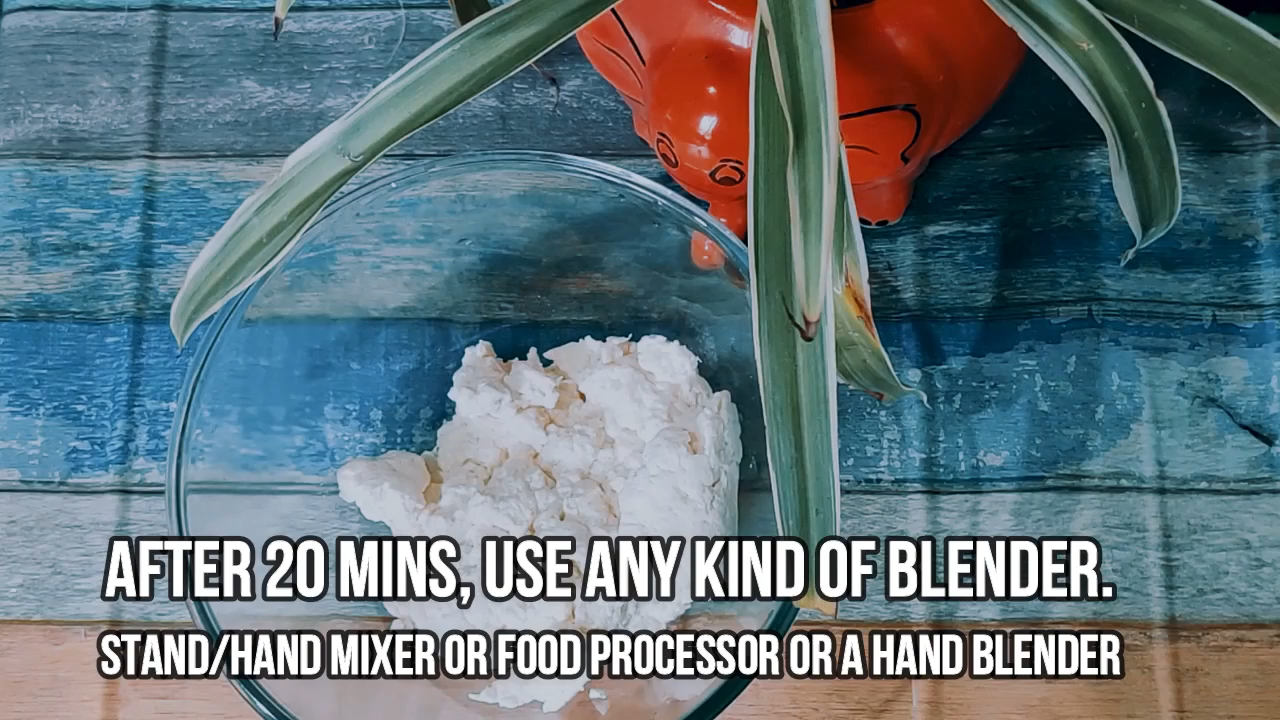 AFTER 20 MINS, USE ANY KIND OF BLENDER.
STAND/HAND MIXER OR FOOD PROCESSOR OR A HAND BLENDER